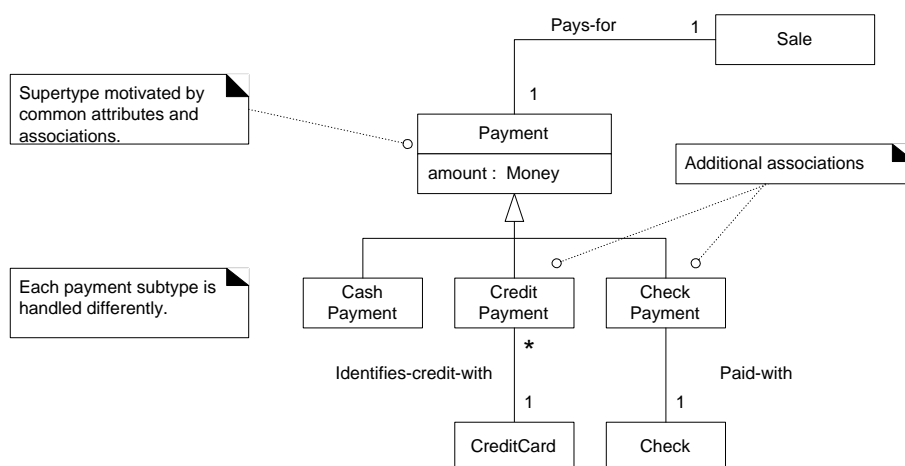 Pays-for
1
Sale
Supertype motivated by
common attributes and
associations.
1
Payment
amount : Money
Additional associations
Each payment subtype is
handled differently.
Cash
Payment
Credit
Payment
Check
Payment
*
Identifies-credit-with
Paid-with
1
1
CreditCard
Check